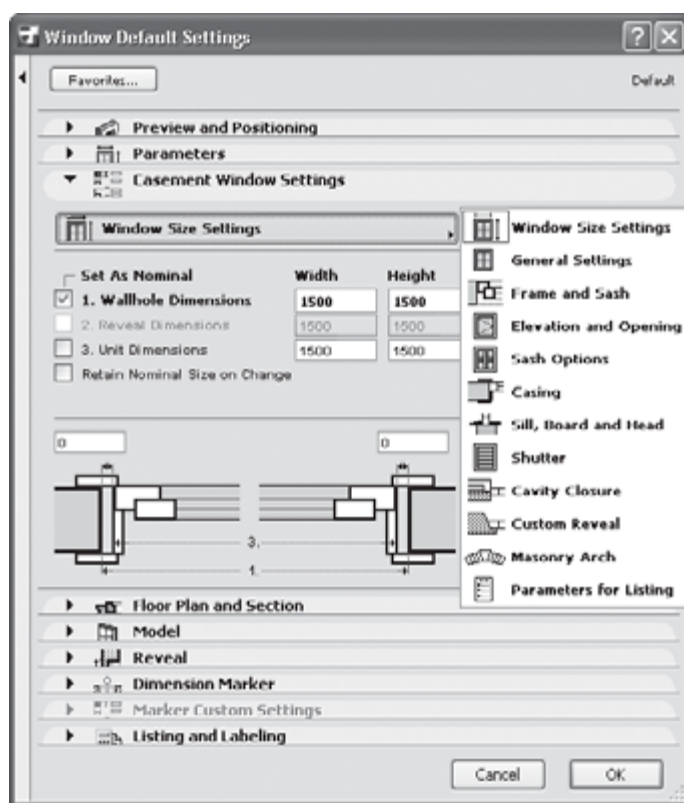 Window Default Settings
Favorites...
Default
Preview and Positioning
Parameters
Casement Window Settings
Window Size Settings
Set As Nominal Width Height
1. Wallhole Dimensions 1500 1500
2. Reveal Dimensions 1500 1500
3. Unit Dimensions 1500 1500
Retain Nominal Size on Change
0 0
3.
1.
Window Size Settings
General Settings
Frame and Sash
Elevation and Opening
Sash Options
Casing
Sill, Board and Head
Shutter
Cavity Closure
Custom Reveal
Masonry Arch
Parameters for Listing
Floor Plan and Section
Model
Reveal
Dimension Marker
Marker Custom Settings
Listing and Labeling
Cancel OK